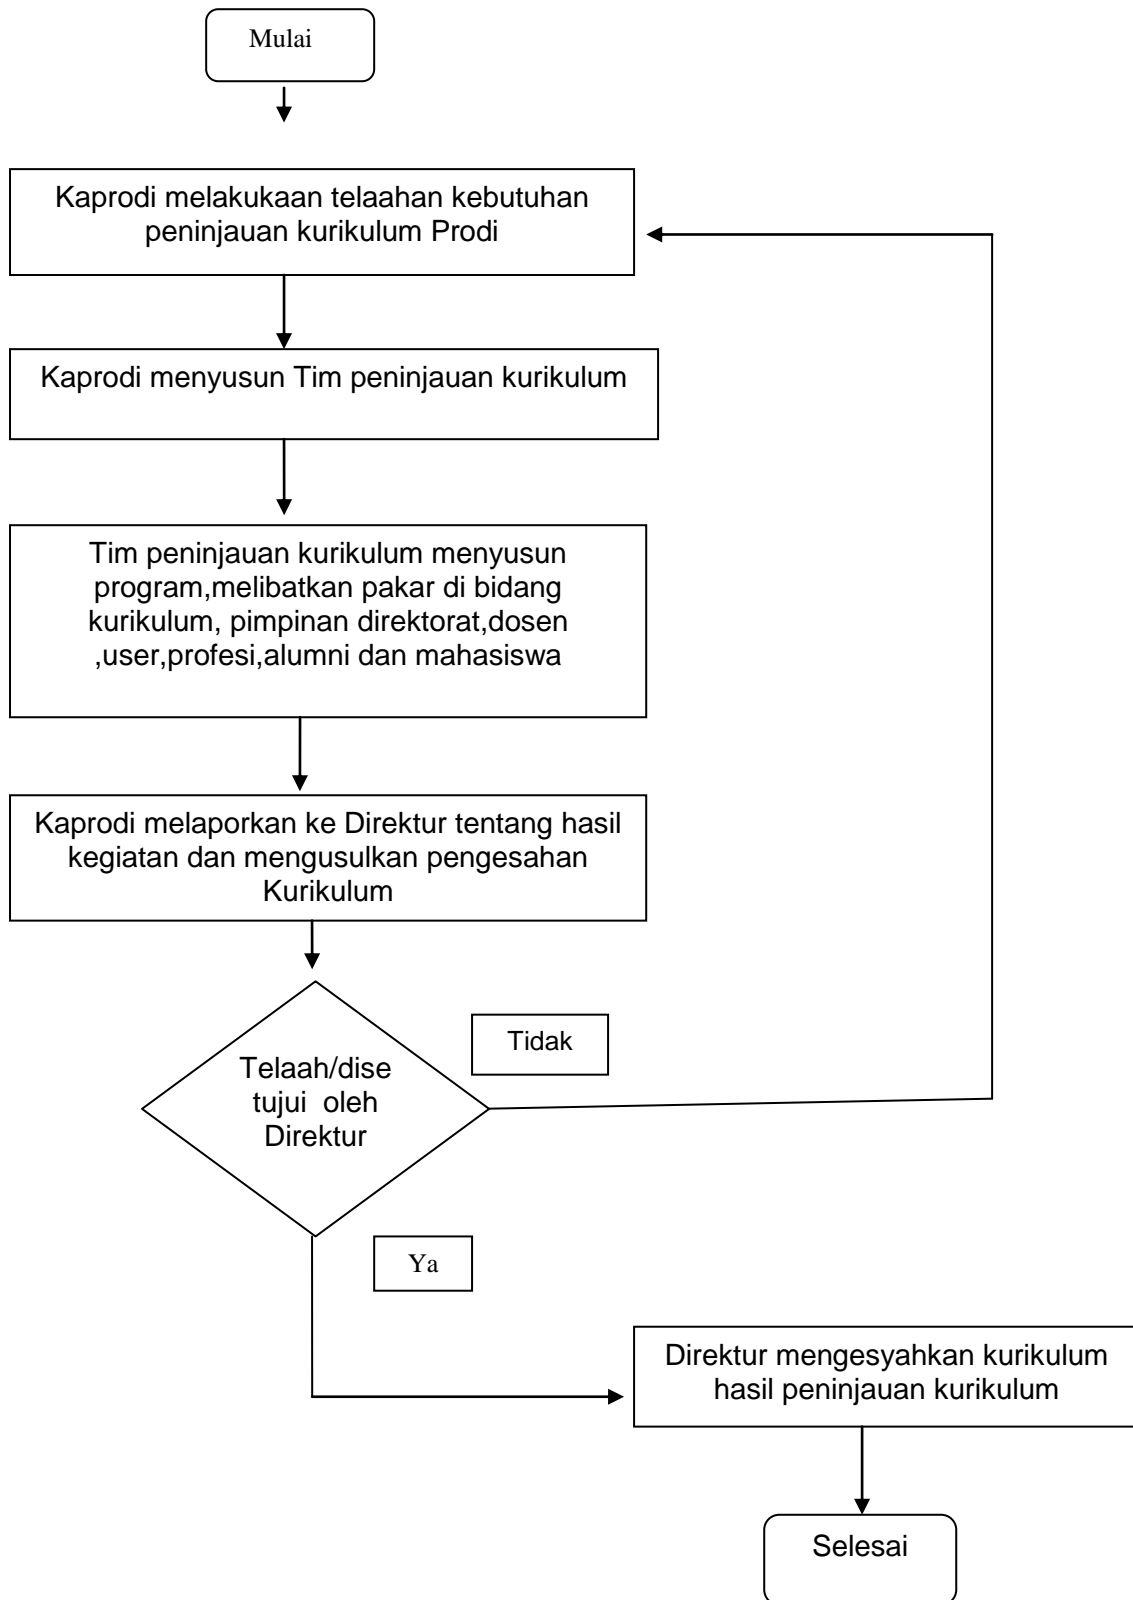 Mulai
Kaprodi melakukaan telaahan kebutuhan
peninjauan kurikulum Prodi
Kaprodi menyusun Tim peninjauan kurikulum
Tim peninjauan kurikulum menyusun
program,melibatkan pakar di bidang
kurikulum, pimpinan direktorat,dosen
,user,profesi,alumni dan mahasiswa
Kaprodi melaporkan ke Direktur tentang hasil
kegiatan dan mengusulkan pengesahan
Kurikulum
Tidak
Telaah/dise
tujui oleh
Direktur
Ya
Direktur mengesyahkan kurikulum
hasil peninjauan kurikulum
Selesai